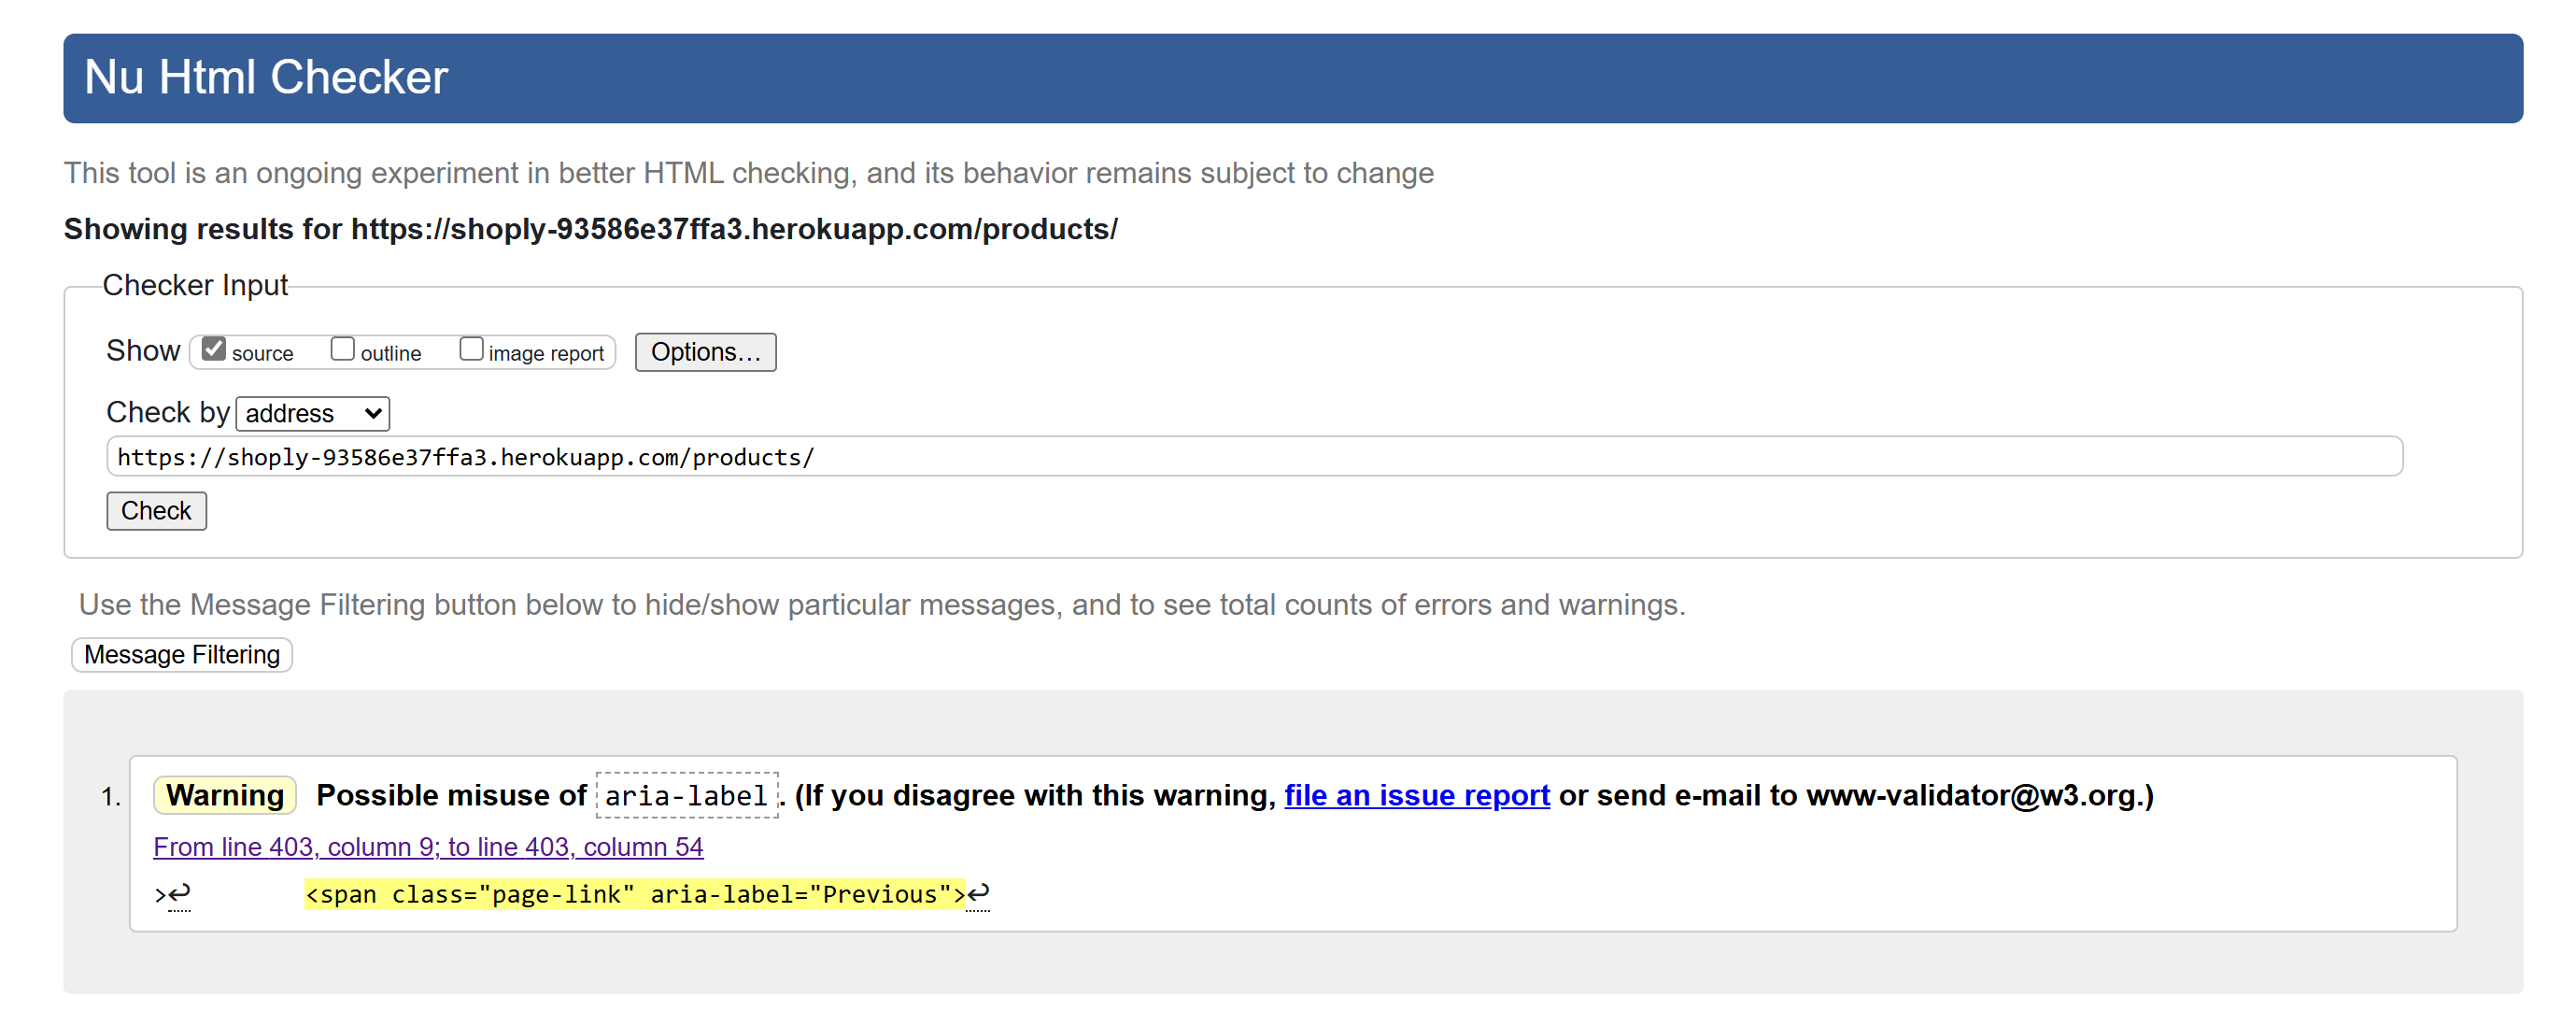 Nu Html Checker
This tool is an ongoing experiment in better HTML checking, and its behavior remains subject to change
Showing results for https://shoply-93586e37ffa3.herokuapp.com/products/
Checker Input
Show source outline image report Options...
Check by address
https://shoply-93586e37ffa3.herokuapp.com/products/
Check
Use the Message Filtering button below to hide/show particular messages, and to see total counts of errors and warnings.
Message Filtering
1. Warning Possible misuse of aria-label. (If you disagree with this warning, file an issue report or send e-mail to www-validator@w3.org.)
From line 403, column 9; to line 403, column 54
>↩ <span class="page-link" aria-label="Previous">↩